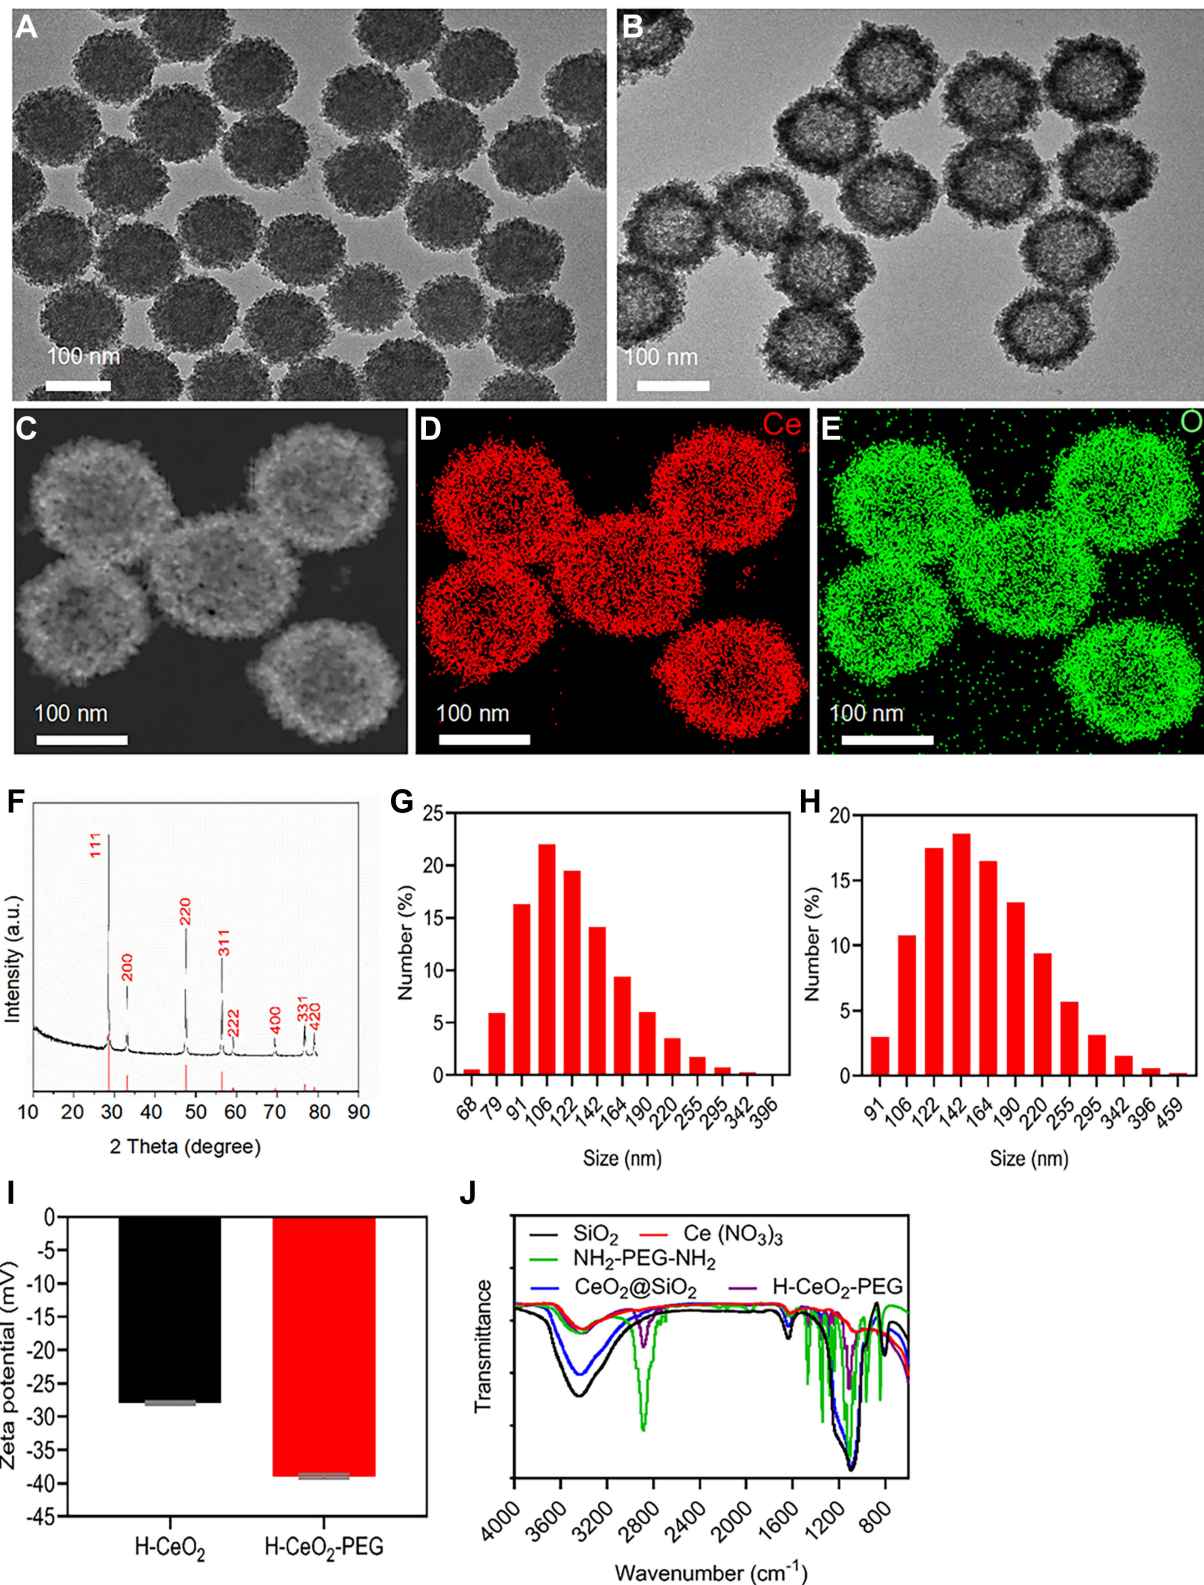 A
100 nm
B
100 nm
C
100 nm
D
Ce
100 nm
E
O
100 nm
F
Intensity (a.u.)
111
200
220
311
222
400
331
420
10 20 30 40 50 60 70 80 90
2 Theta (degree)
G
Number (%)
25
20
15
10
5
0
68 79 91 106 122 142 164 190 220 255 295 342 396
Size (nm)
H
Number (%)
20
15
10
5
0
91 106 122 142 164 190 220 255 295 342 396 459
Size (nm)
I
Zeta potential (mV)
0
-5
-10
-15
-20
-25
-30
-35
-40
-45
H-CeO₂ H-CeO₂-PEG
J
Transmittance
SiO₂ Ce (NO₃)₃
NH₂-PEG-NH₂
CeO₂@SiO₂ H-CeO₂-PEG
4000 3600 3200 2800 2400 2000 1600 1200 800
Wavenumber (cm⁻¹)